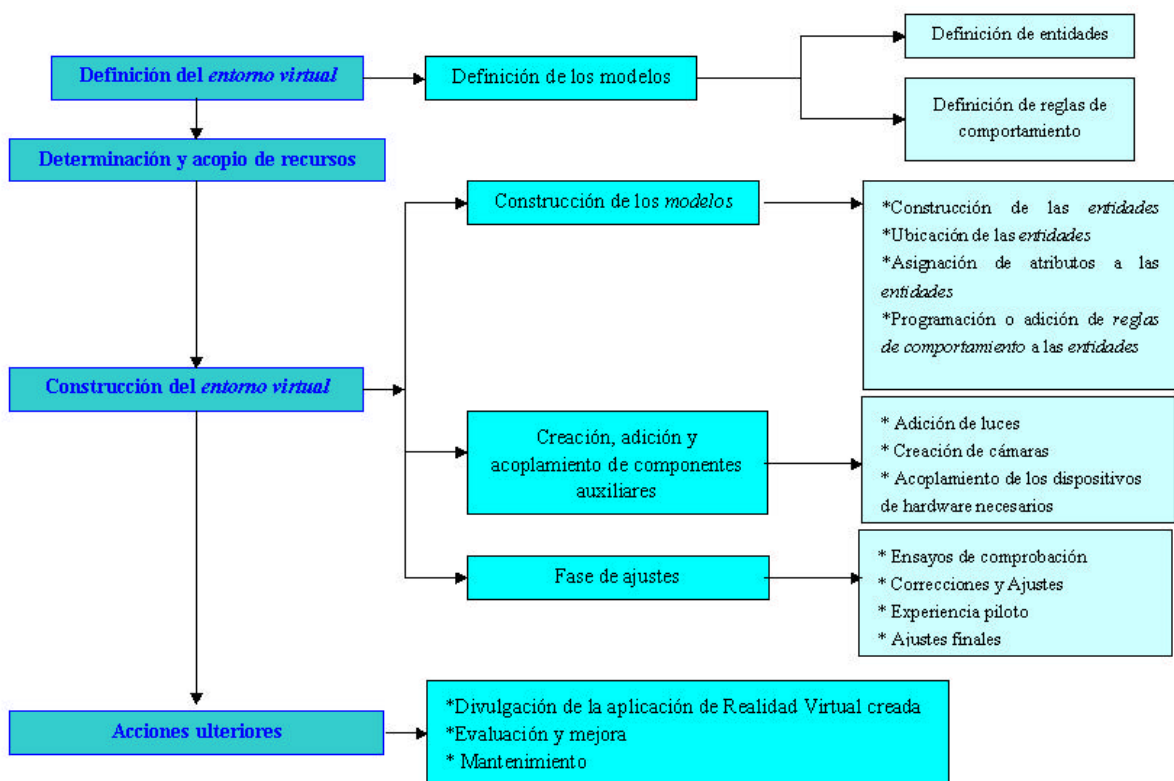 Definición del entorno virtual
Definición de los modelos
Definición de entidades
Definición de reglas de
comportamiento
Determinación y acopio de recursos
Construcción del entorno virtual
Construcción de los modelos
*Construcción de las entidades
*Ubicación de las entidades
*Asignación de atributos a las
entidades
*Programación o adición de reglas
de comportamiento a las entidades
Creación, adición y
acoplamiento de componentes
auxiliares
* Adición de luces
* Creación de cámaras
* Acoplamiento de los dispositivos
de hardware necesarios
Fase de ajustes
* Ensayos de comprobación
* Correcciones y Ajustes
* Experiencia piloto
* Ajustes finales
Acciones ulteriores
*Divulgación de la aplicación de Realidad Virtual creada
*Evaluación y mejora
* Mantenimiento